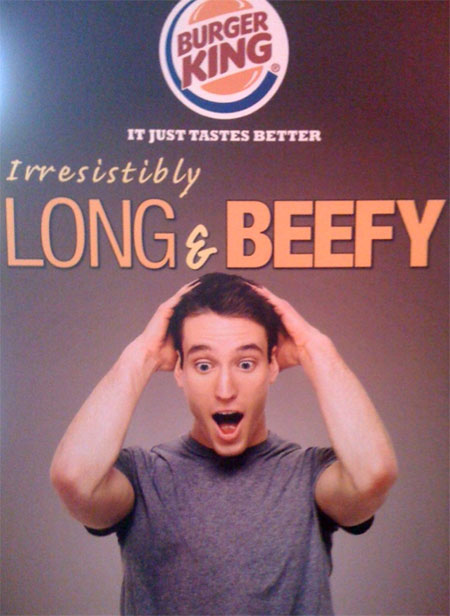 BURGER
KING®
IT JUST TASTES BETTER
Irresistibly
LONG & BEEFY